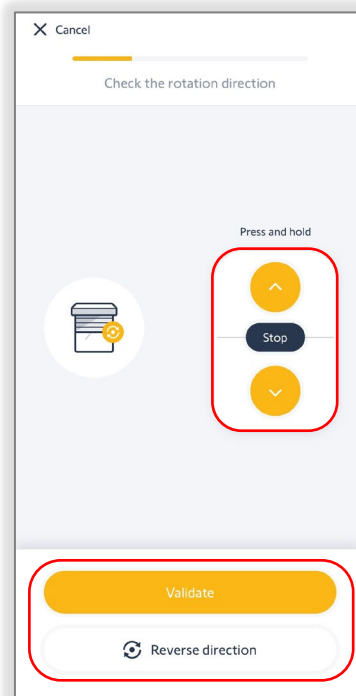 Cancel
Check the rotation direction
Press and hold
Stop
Validate
Reverse direction